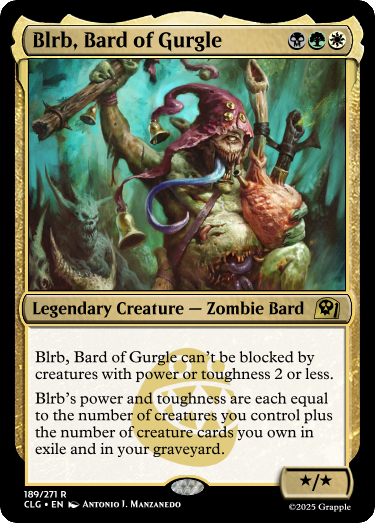 Blrb, Bard of Gurgle
Legendary Creature — Zombie Bard
Blrb, Bard of Gurgle can't be blocked by
creatures with power or toughness 2 or less.
Blrb's power and toughness are each equal
to the number of creatures you control plus
the number of creature cards you own in
exile and in your graveyard.
*/*
189/271 R
CLG • EN Antonio J. Manzanedo
©2025 Grapple